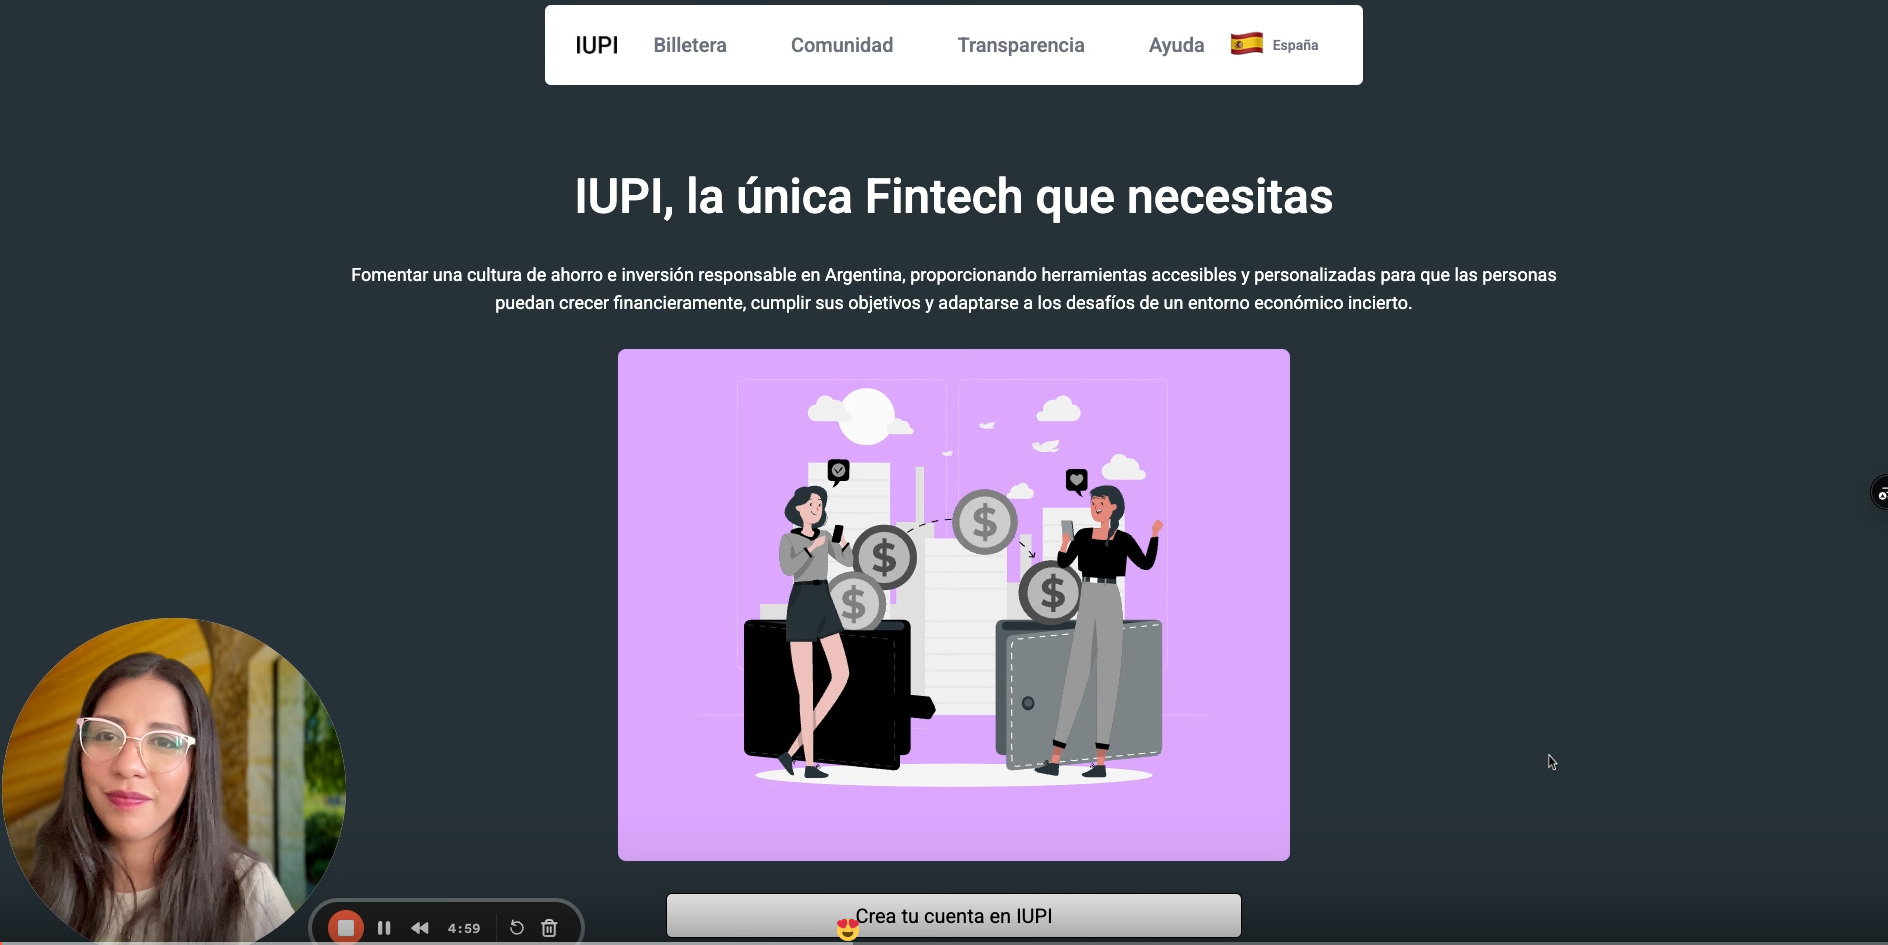 IUPI Billetera Comunidad Transparencia Ayuda España
IUPI, la única Fintech que necesitas
Fomentar una cultura de ahorro e inversión responsable en Argentina, proporcionando herramientas accesibles y personalizadas para que las personas
puedan crecer financieramente, cumplir sus objetivos y adaptarse a los desafíos de un entorno económico incierto.
$
$
$
$
4:59
Crea tu cuenta en IUPI